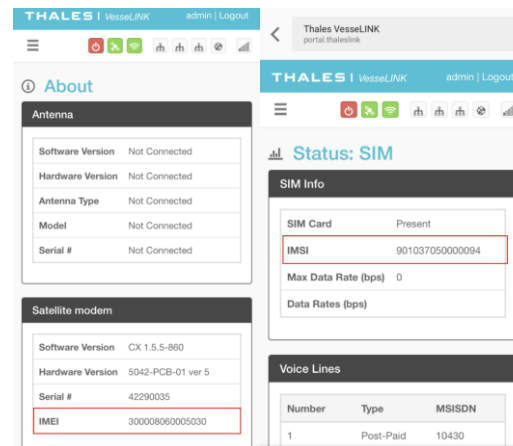 THALES | VesseLINK admin | Logout
About
Antenna
Software Version Not Connected
Hardware Version Not Connected
Antenna Type Not Connected
Model Not Connected
Serial # Not Connected
Satellite modem
Software Version CX 1.5.5-860
Hardware Version 5042-PCB-01 ver 5
Serial # 42290035
IMEI 300008060005030
Thales VesseLINK
portal.thaleslink
THALES | VesseLINK admin | Logout
Status: SIM
SIM Info
SIM Card Present
IMSI 901037050000094
Max Data Rate (bps) 0
Data Rates (bps)
Voice Lines
Number Type MSISDN
1 Post-Paid 10430